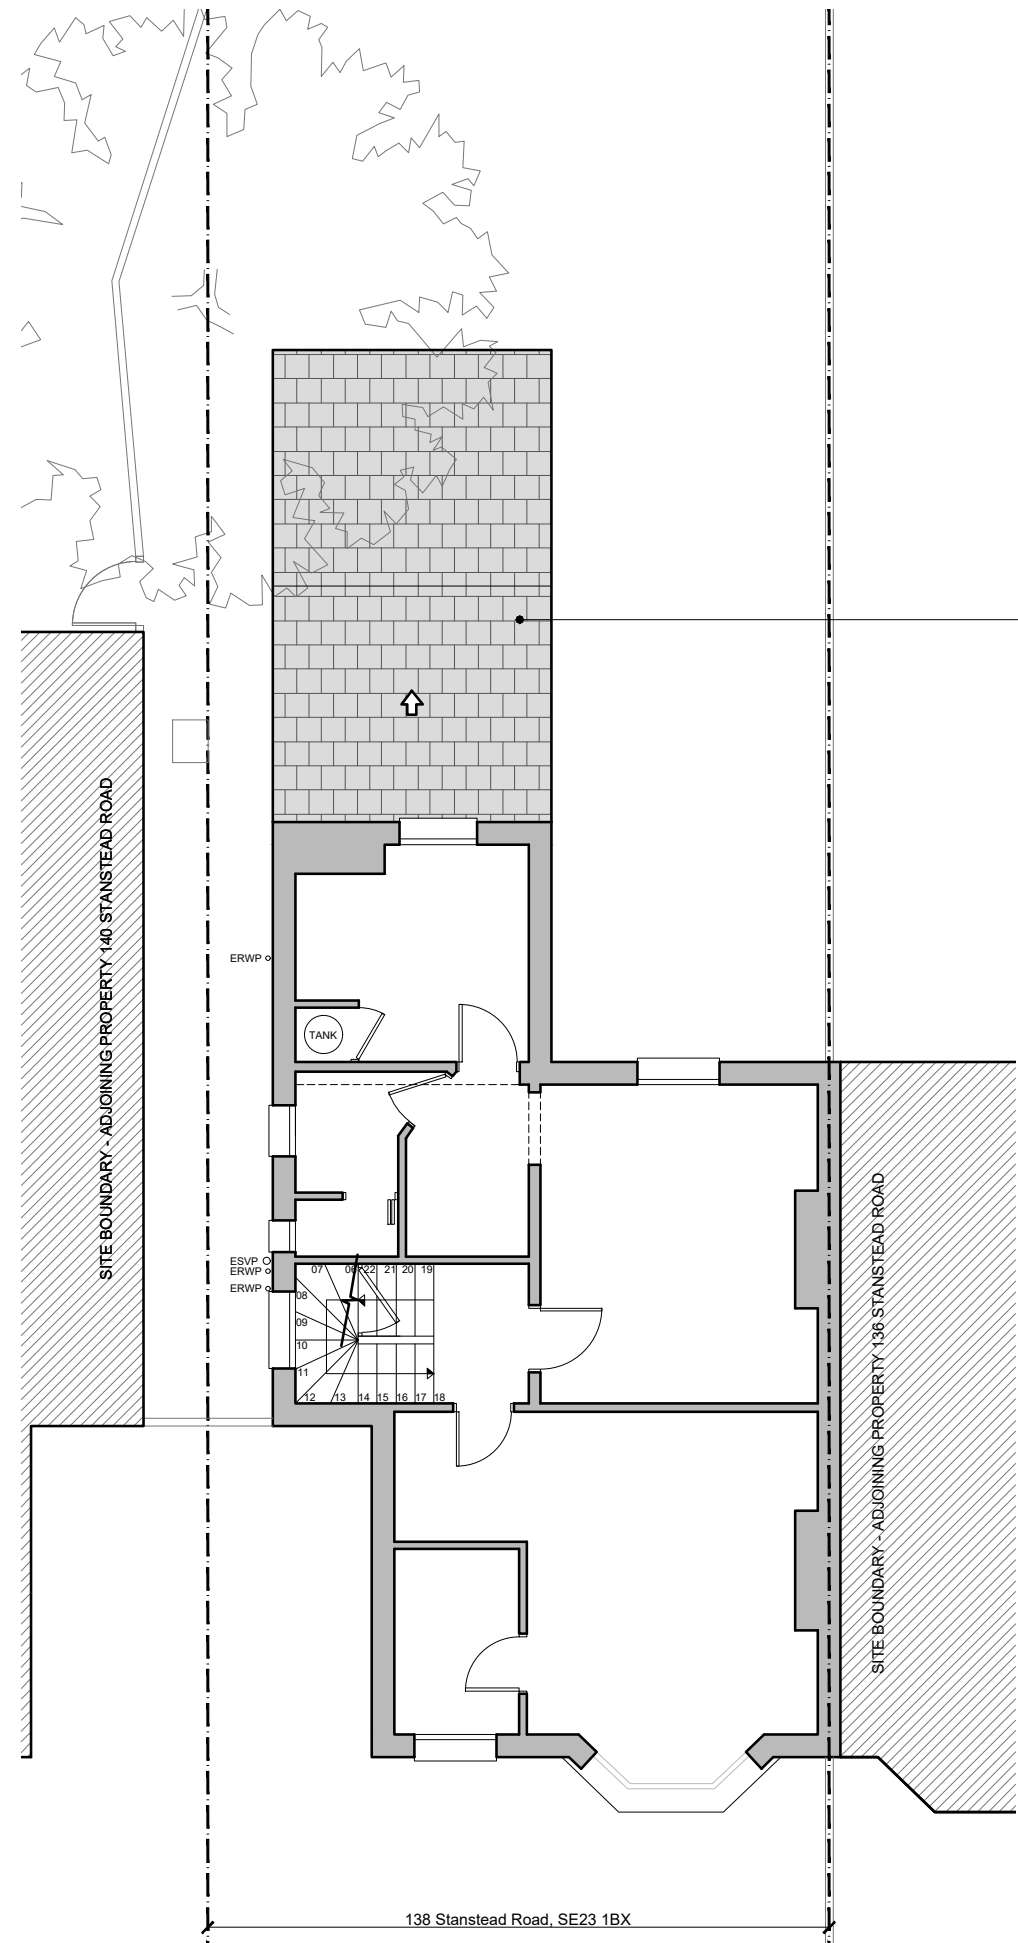 SITE BOUNDARY - ADJOINING PROPERTY 140 STANSTEAD ROAD
ERWP
TANK
SITE BOUNDARY - ADJOINING PROPERTY 136 STANSTEAD ROAD
ESVP
ERWP
ERWP
07 06 22 21 20 19
08
09
10
11
12 13 14 15 16 17 18
138 Stanstead Road, SE23 1BX